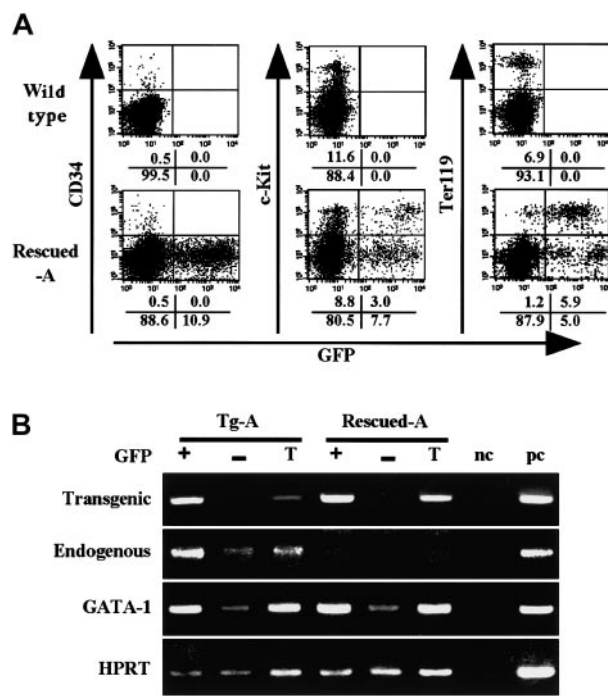 A
Wild type
CD34
c-Kit
Ter119
0.5 0.0
99.5 0.0
11.6 0.0
88.4 0.0
6.9 0.0
93.1 0.0
Rescued -A
0.5 0.0
88.6 10.9
8.8 3.0
80.5 7.7
1.2 5.9
87.9 5.0
GFP
B
Tg-A Rescued-A
GFP + - T + - T nc pc
Transgenic
Endogenous
GATA-1
HPRT